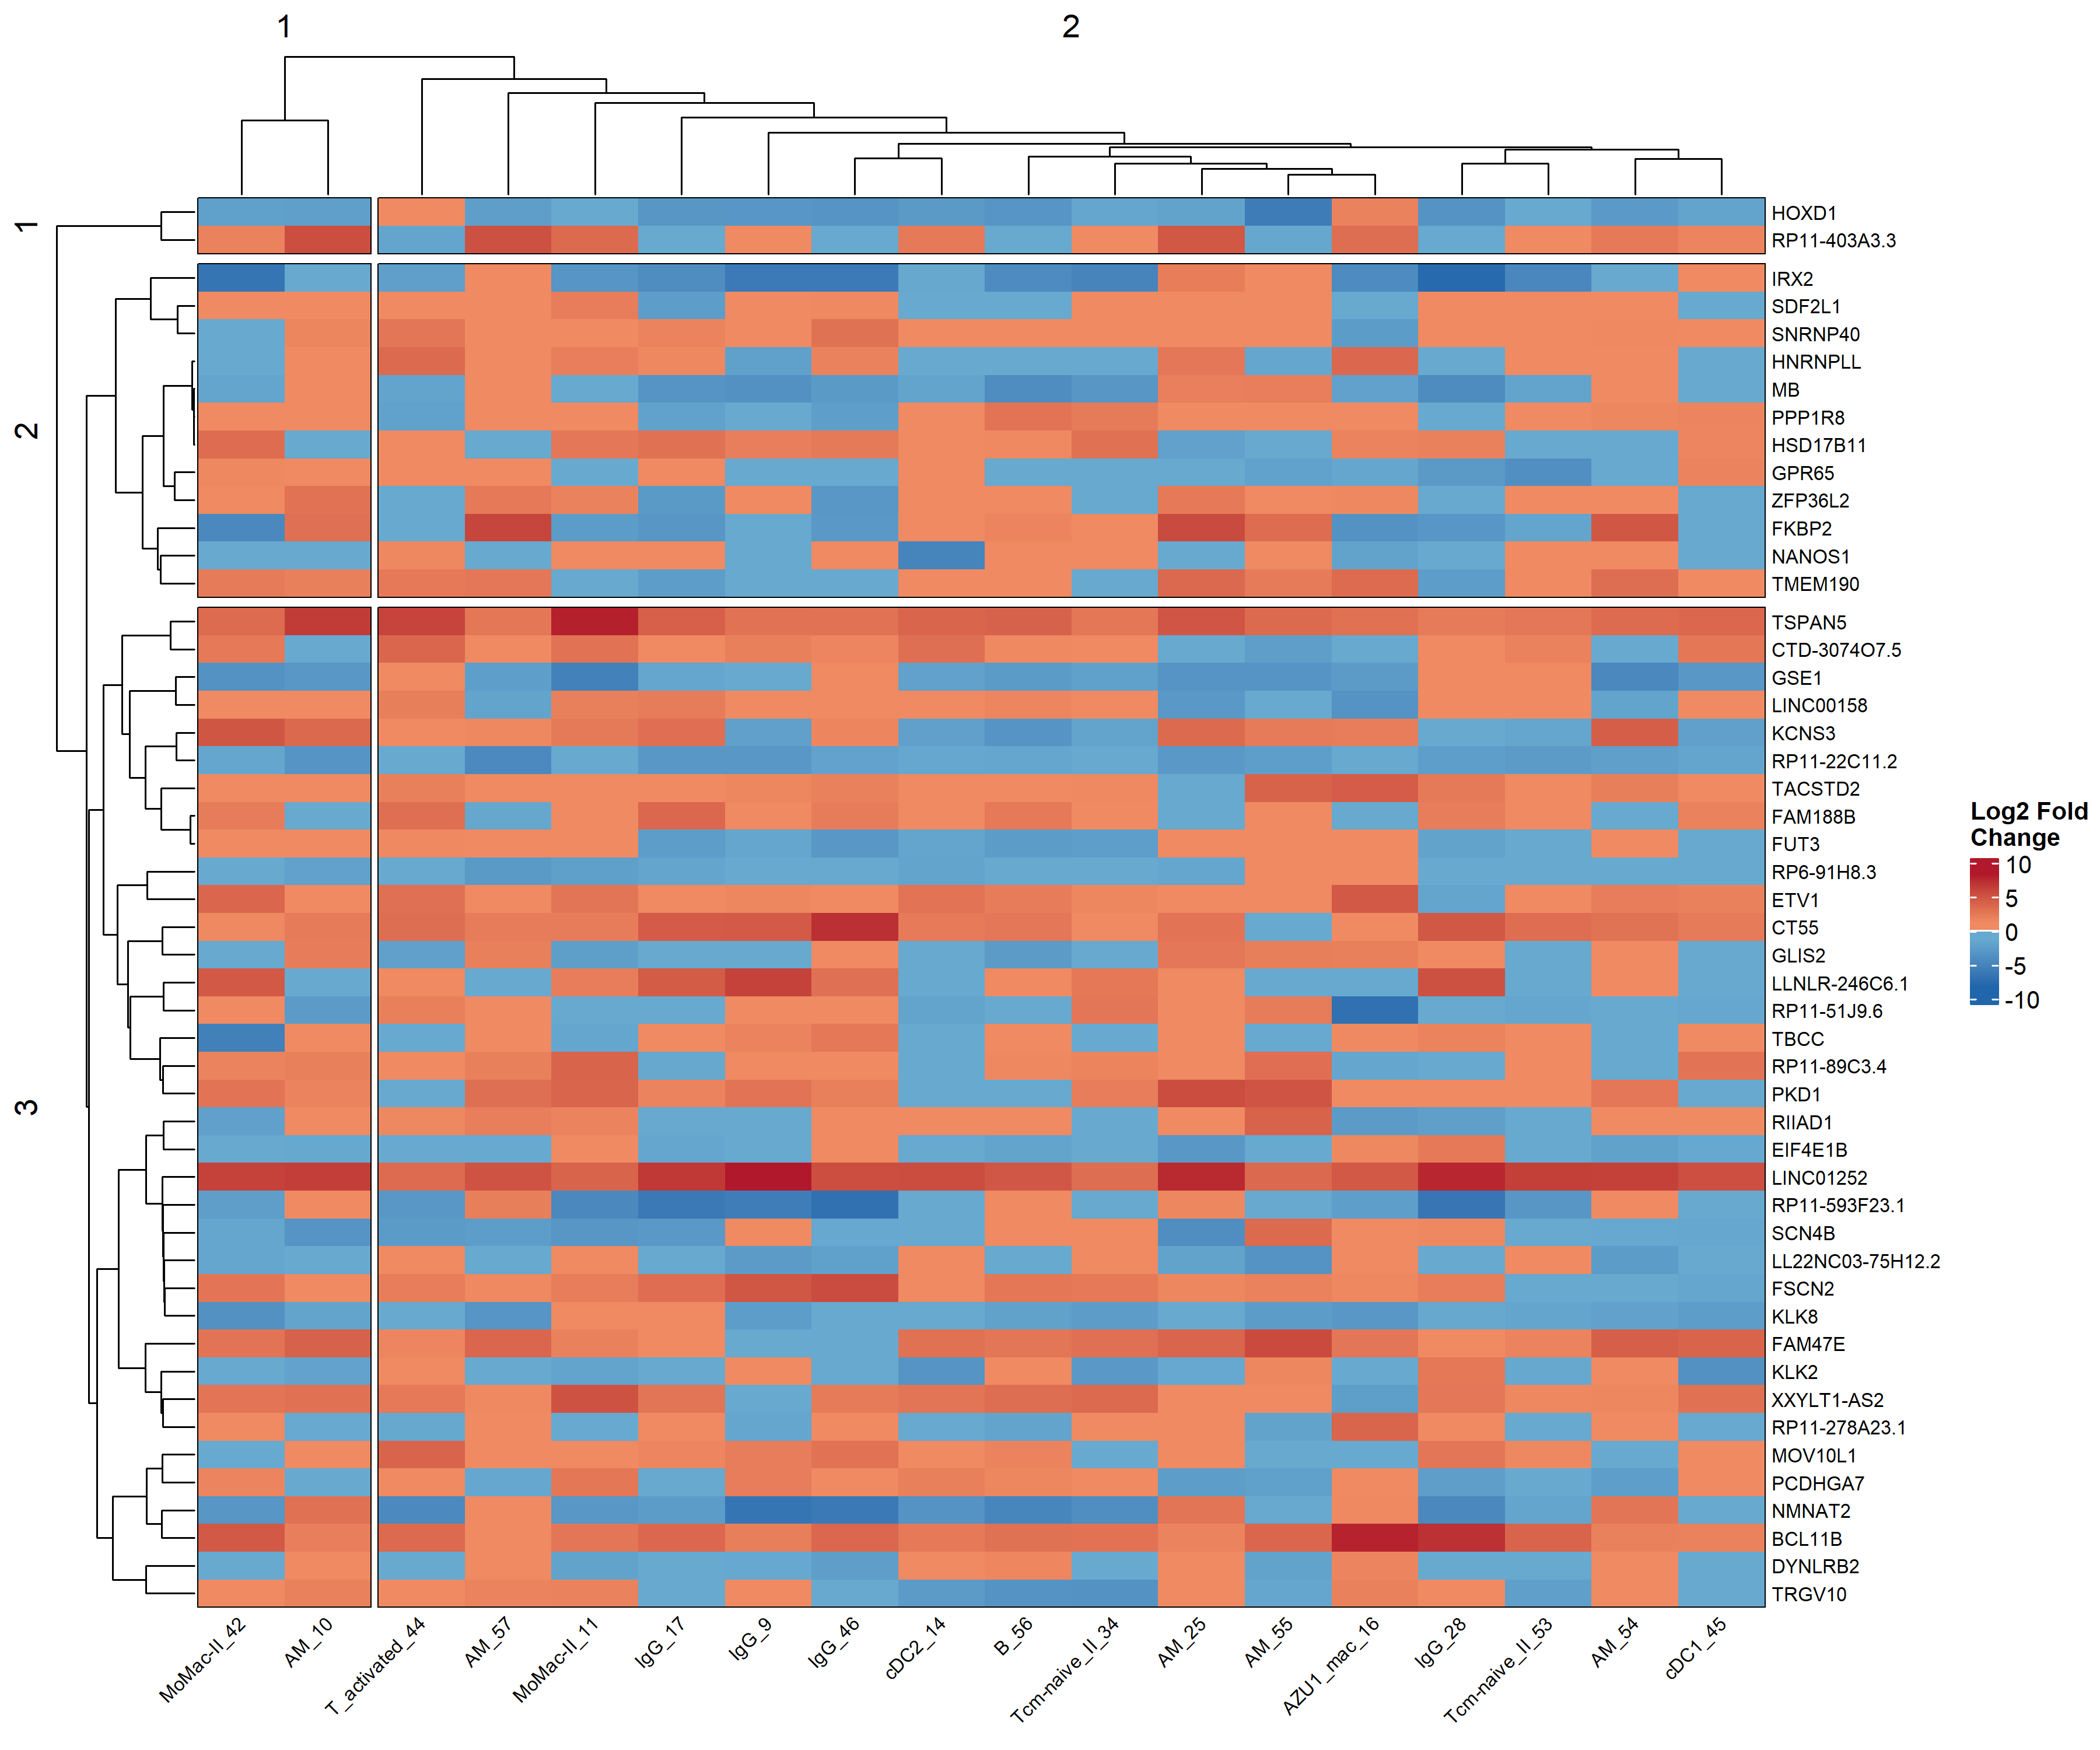 1
2
1
2
3
HOXD1
RP11-403A3.3
IRX2
SDF2L1
SNRNP40
HNRNPLL
MB
PPP1R8
HSD17B11
GPR65
ZFP36L2
FKBP2
NANOS1
TMEM190
TSPAN5
CTD-3074O7.5
GSE1
LINC00158
KCNS3
RP11-22C11.2
TACSTD2
FAM188B
FUT3
RP6-91H8.3
ETV1
CT55
GLIS2
LLNLR-246C6.1
RP11-51J9.6
TBCC
RP11-89C3.4
PKD1
RIIAD1
EIF4E1B
LINC01252
RP11-593F23.1
SCN4B
LL22NC03-75H12.2
FSCN2
KLK8
FAM47E
KLK2
XXYLT1-AS2
RP11-278A23.1
MOV10L1
PCDHGA7
NMNAT2
BCL11B
DYNLRB2
TRGV10
MoMac-II_42
AM_10
T_activated_44
AM_57
MoMac-II_11
IgG_17
IgG_9
IgG_46
cDC2_14
B_56
Tcm-naive_II_34
AM_25
AM_55
AZU1_mac_16
IgG_28
Tcm-naive_II_53
AM_54
cDC1_45
Log2 Fold
Change
10
5
0
-5
-10